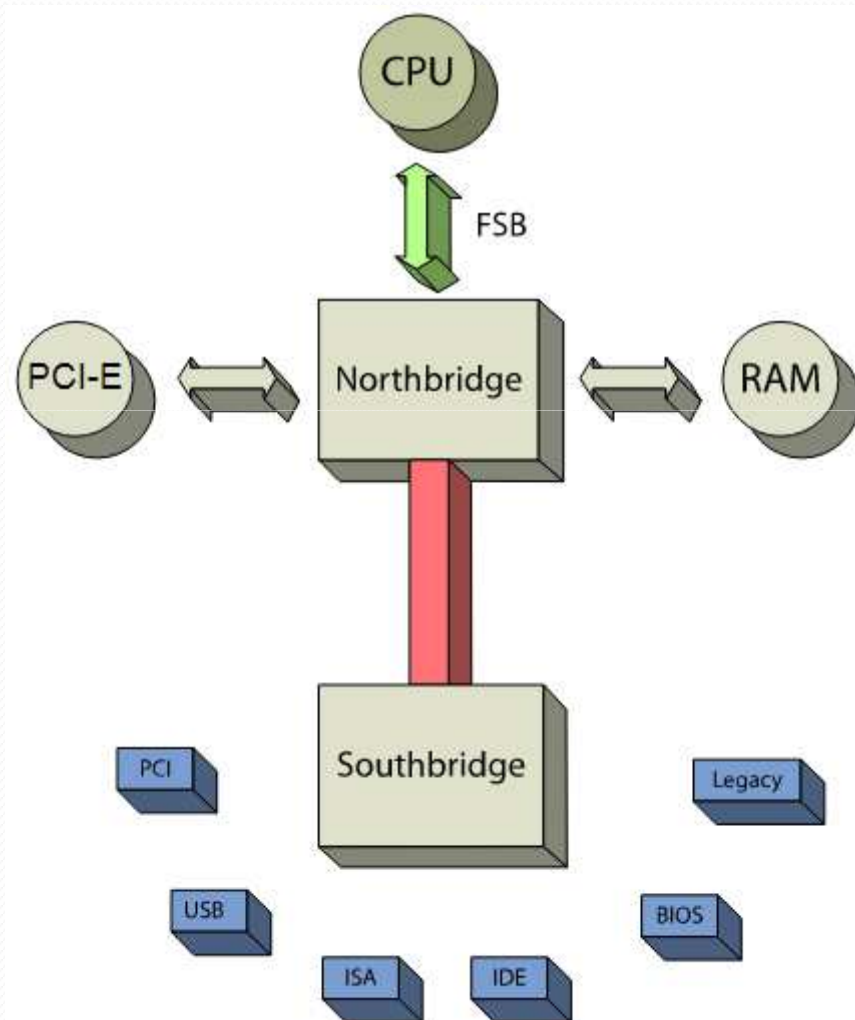 CPU
FSB
PCI-E
Northbridge
RAM
Southbridge
PCI
Legacy
USB
BIOS
ISA
IDE